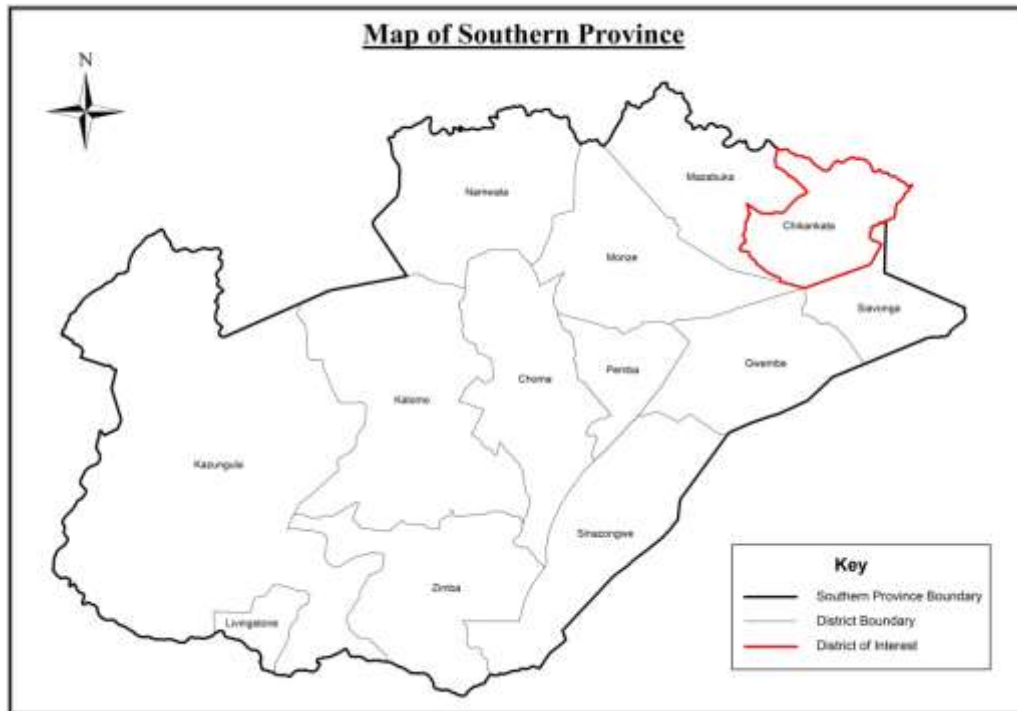 Map of Southern Province
N
Namwala
Mazabuka
Chikankata
Monze
Siavonga
Gwembe
Pemba
Choma
Kalomo
Kazungula
Sinazongwe
Zimba
Livingstone
Key
Southern Province Boundary
District Boundary
District of Interest